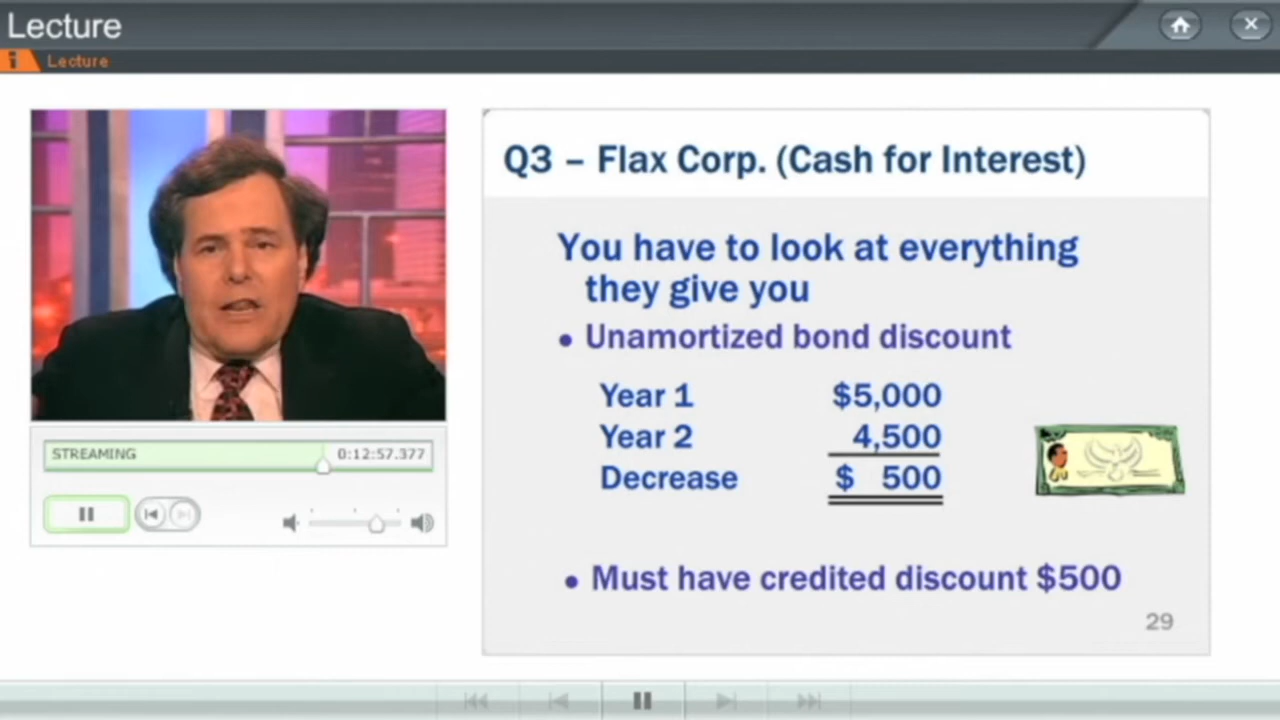 Lecture
i Lecture
Q3 – Flax Corp. (Cash for Interest)
You have to look at everything
they give you
• Unamortized bond discount
Year 1 $5,000
Year 2 4,500
Decrease $ 500
• Must have credited discount $500
29
STREAMING 0:12:57.377